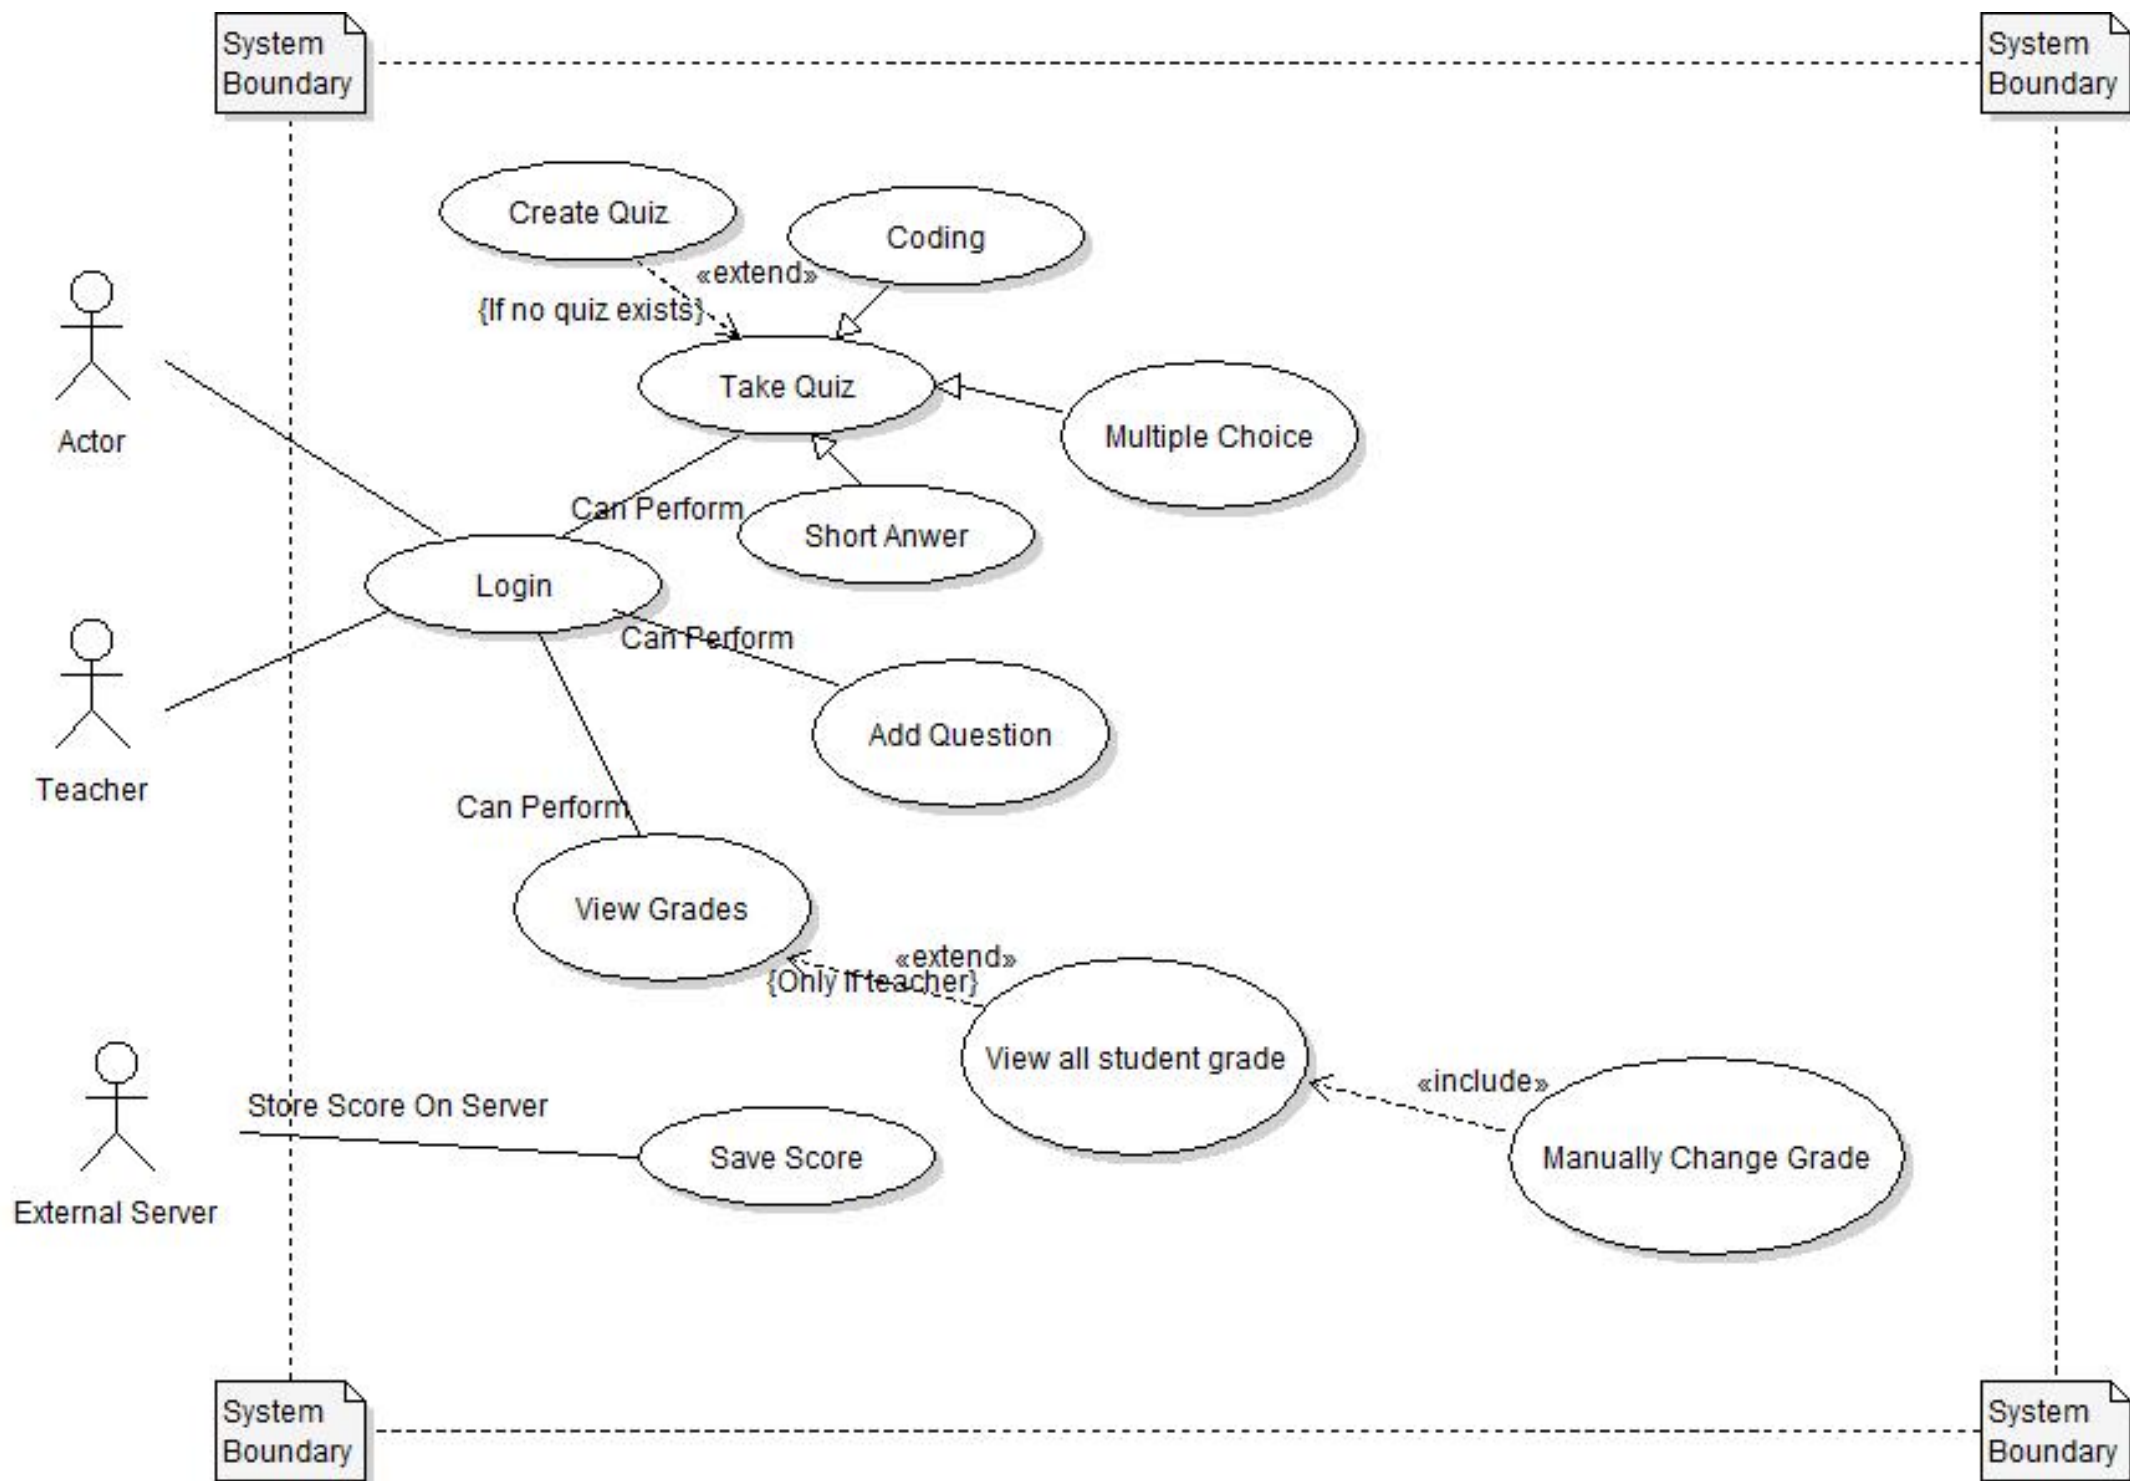 System
Boundary
System
Boundary
Create Quiz
Coding
«extend»
{If no quiz exists}
Take Quiz
Multiple Choice
Actor
Can Perform
Short Anwer
Login
Can Perform
Add Question
Teacher
Can Perform
View Grades
«extend»
{Only if teacher}
View all student grade
«include»
Store Score On Server
Save Score
Manually Change Grade
External Server
System
Boundary
System
Boundary